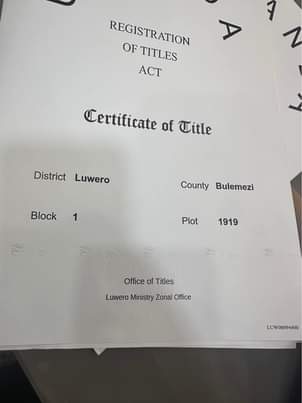 REGISTRATION
OF TITLES
ACT
Certificate of Title
District Luwero
County Bulemezi
Block 1
Plot 1919
Office of Titles
Luwero Ministry Zonal Office